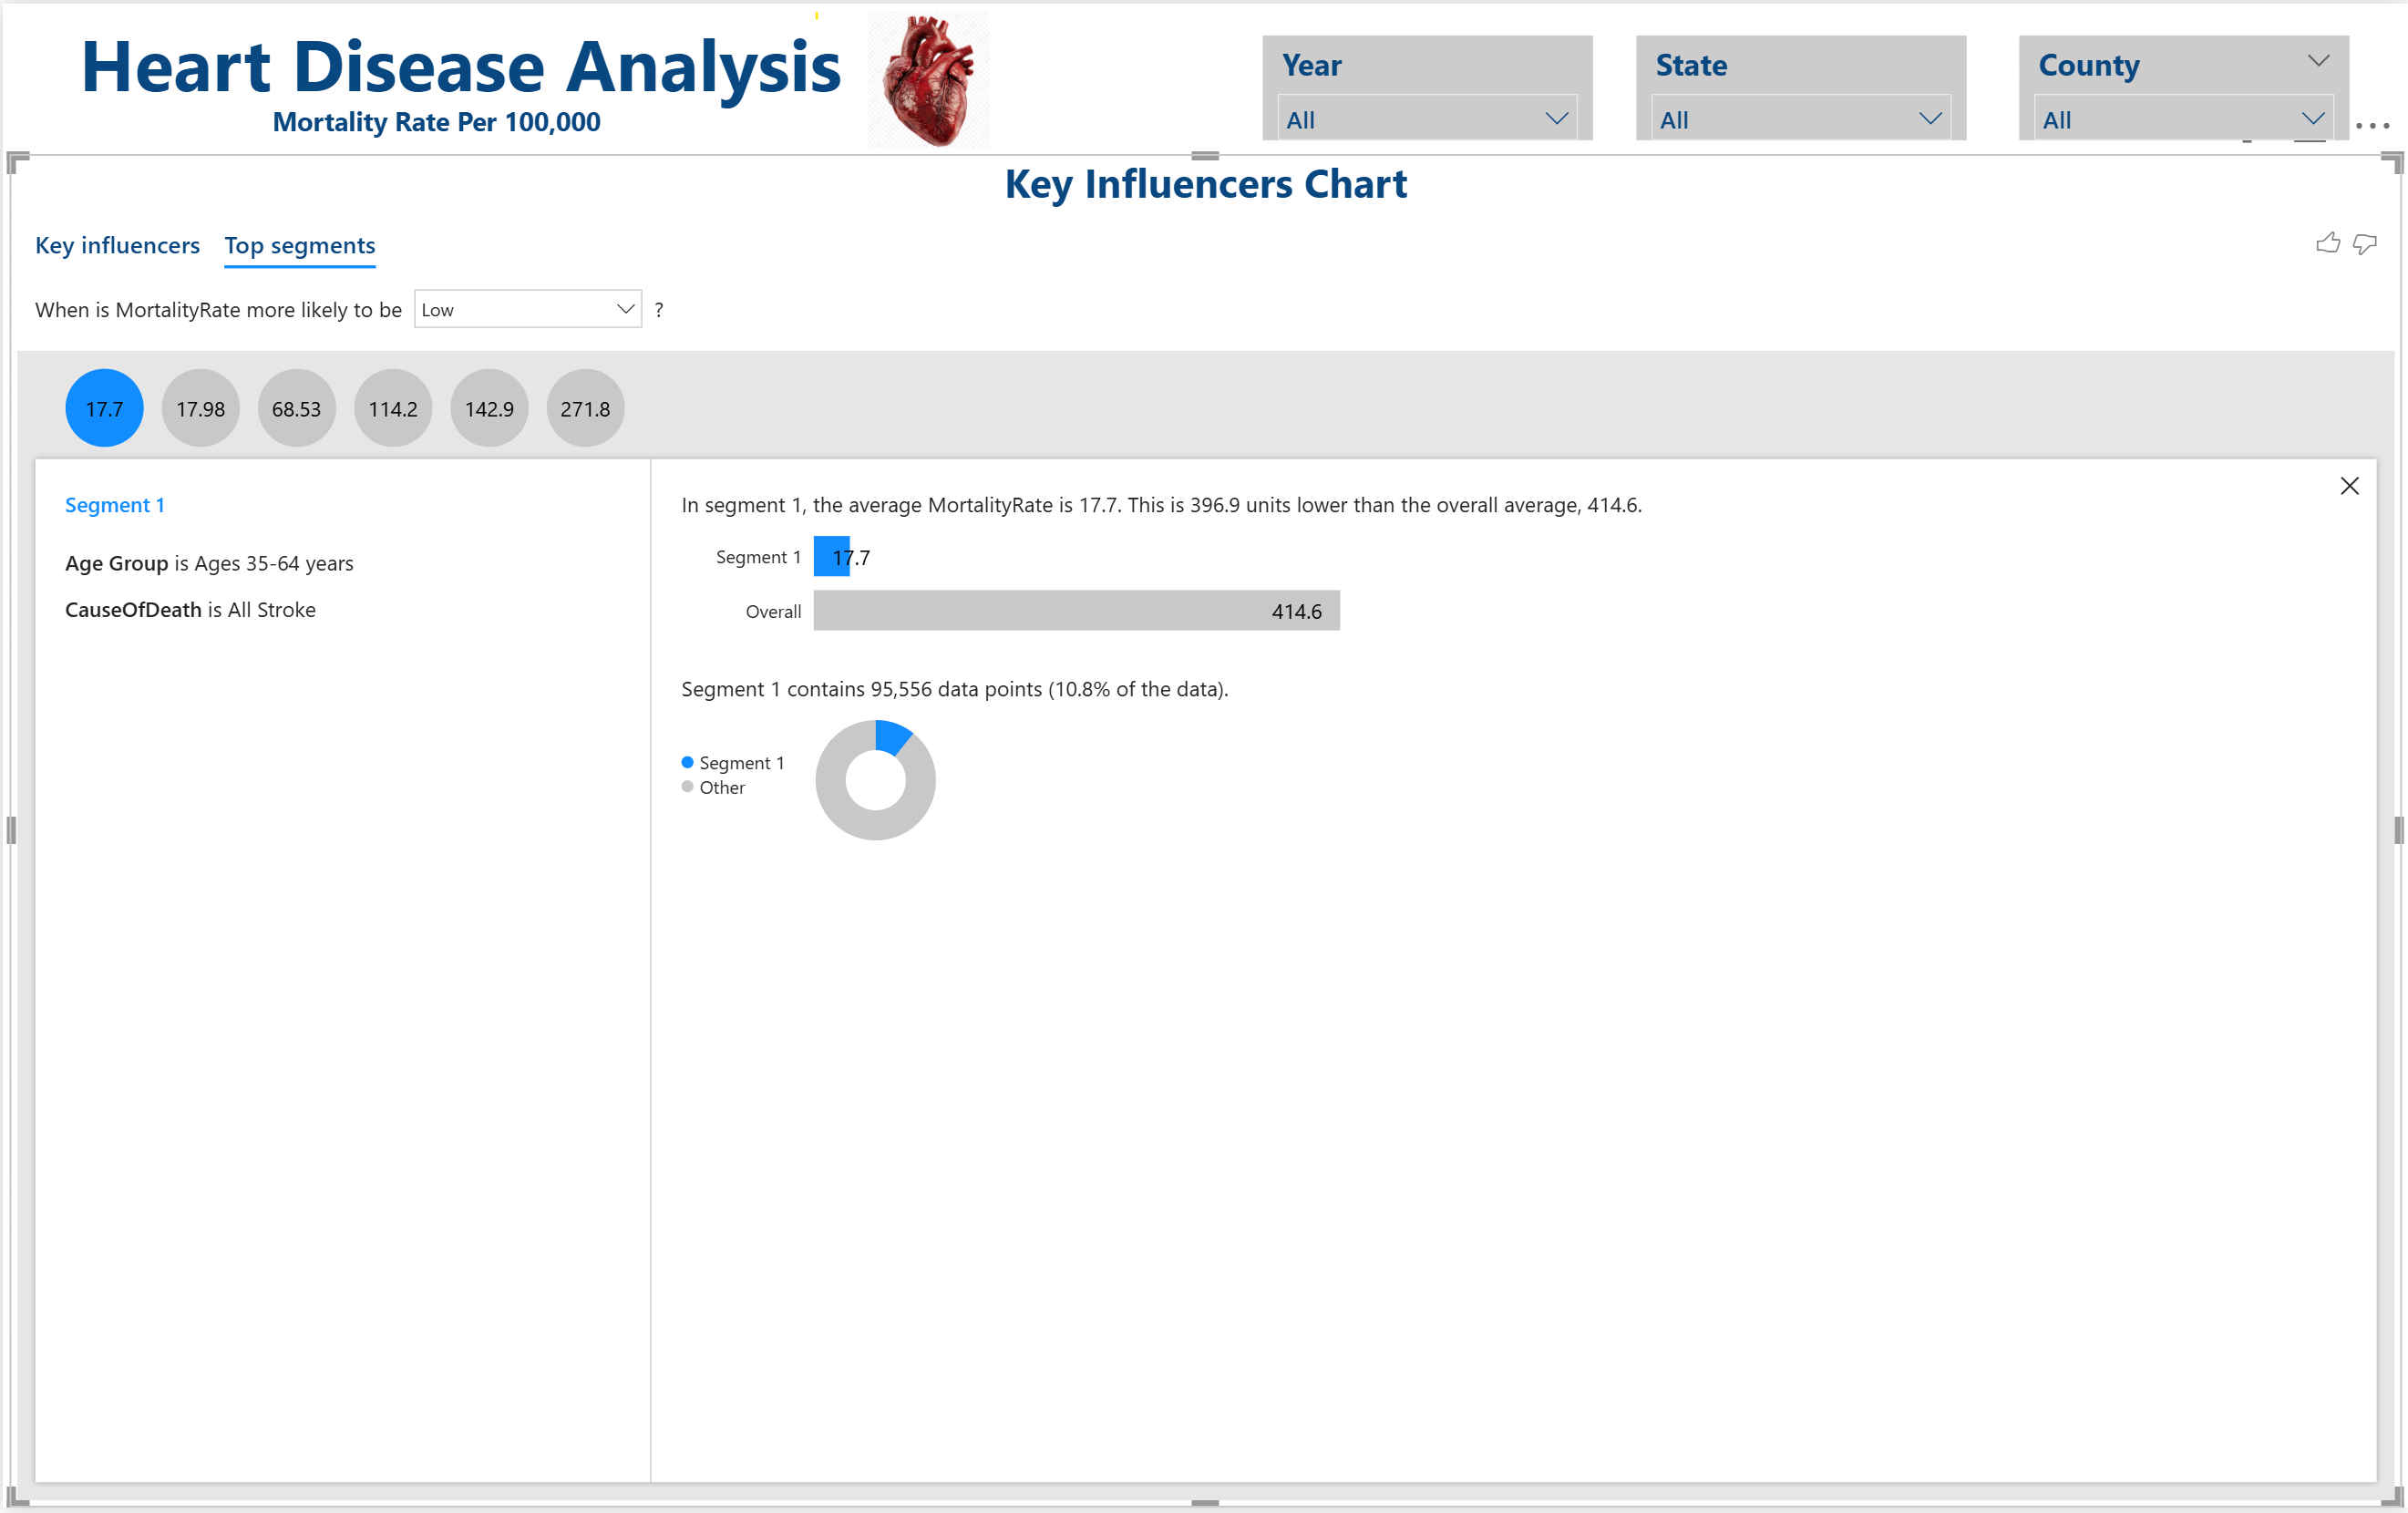 Heart Disease Analysis
Mortality Rate Per 100,000
Year
All
State
All
County
All
Key Influencers Chart
Key influencers Top segments
When is MortalityRate more likely to be Low ?
17.7 17.98 68.53 114.2 142.9 271.8
Segment 1
Age Group is Ages 35-64 years
CauseOfDeath is All Stroke
In segment 1, the average MortalityRate is 17.7. This is 396.9 units lower than the overall average, 414.6.
Segment 1 17.7
Overall 414.6
Segment 1 contains 95,556 data points (10.8% of the data).
Segment 1
Other